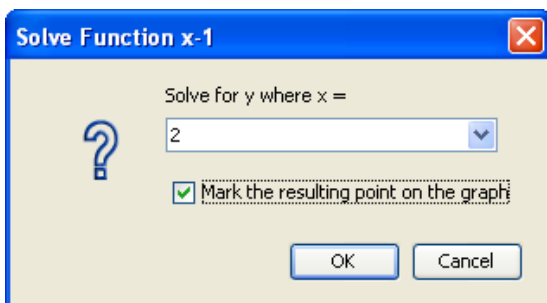 Solve Function x-1
Solve for y where x =
2
Mark the resulting point on the graph
OK Cancel